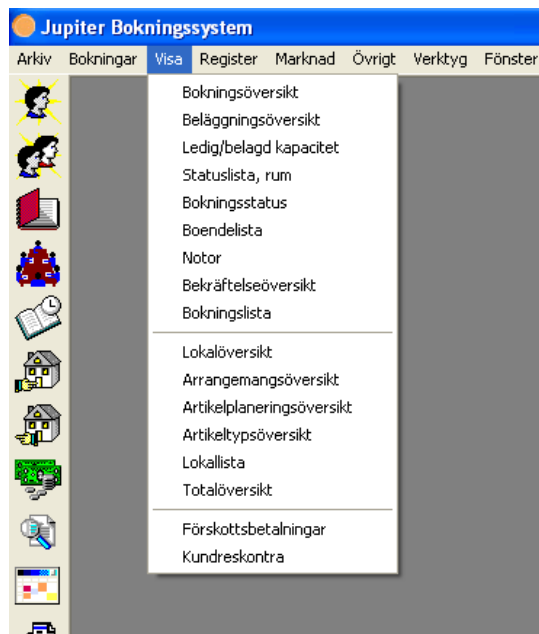 Jupiter Bokningssystem
Arkiv Bokningar Visa Register Marknad Övrigt Verktyg Fönster
Bokningsöversikt
Beläggningsöversikt
Ledig/belagd kapacitet
Statuslista, rum
Bokningsstatus
Boendelista
Notor
Bekräftelseöversikt
Bokningslista
Lokalöversikt
Arrangemangsöversikt
Artikelplaneringsöversikt
Artikeltypsöversikt
Lokallista
Totalöversikt
Förskottsbetalningar
Kundreskontra